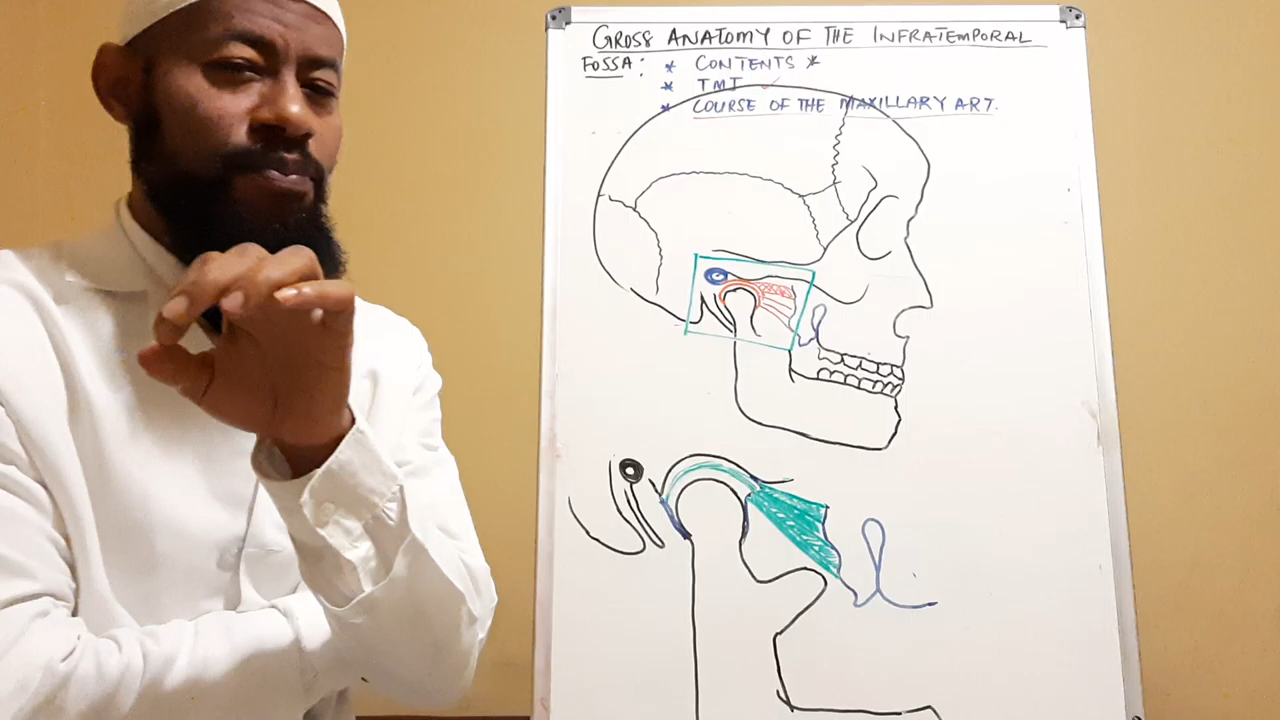 GROSS ANATOMY OF THE INFRATEMPORAL
FOSSA: * CONTENTS *
* TMJ ✓
* COURSE OF THE MAXILLARY ART.